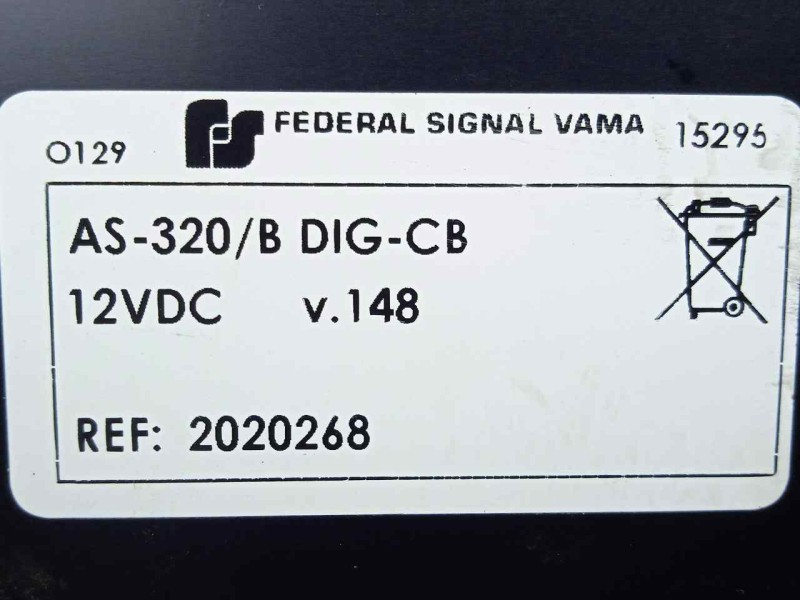 O129 FEDERAL SIGNAL VAMA 15295
AS-320/B DIG-CB
12VDC v.148
REF: 2020268